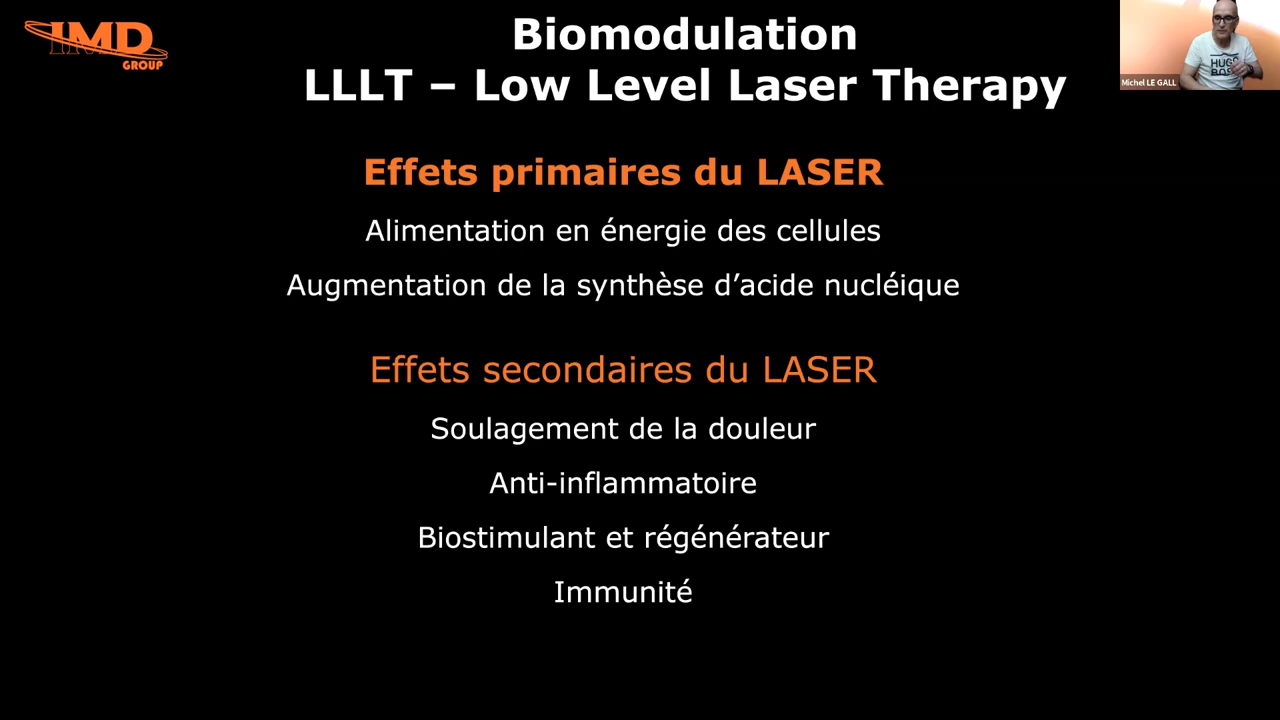 IMD
GROUP
Biomodulation
LLLT – Low Level Laser Therapy
HUGO
BOSS
Michel LE GALL
Effets primaires du LASER
Alimentation en énergie des cellules
Augmentation de la synthèse d’acide nucléique
Effets secondaires du LASER
Soulagement de la douleur
Anti-inflammatoire
Biostimulant et régénérateur
Immunité